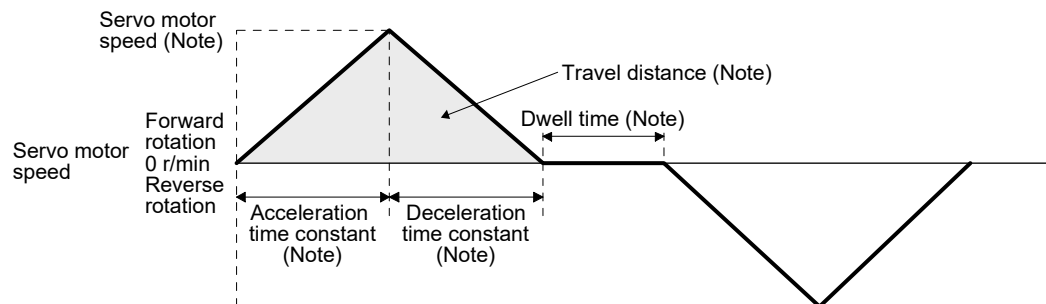 Servo motor
speed (Note)
Travel distance (Note)
Dwell time (Note)
Servo motor
speed
Forward
rotation
0 r/min
Reverse
rotation
Acceleration
time constant
(Note)
Deceleration
time constant
(Note)